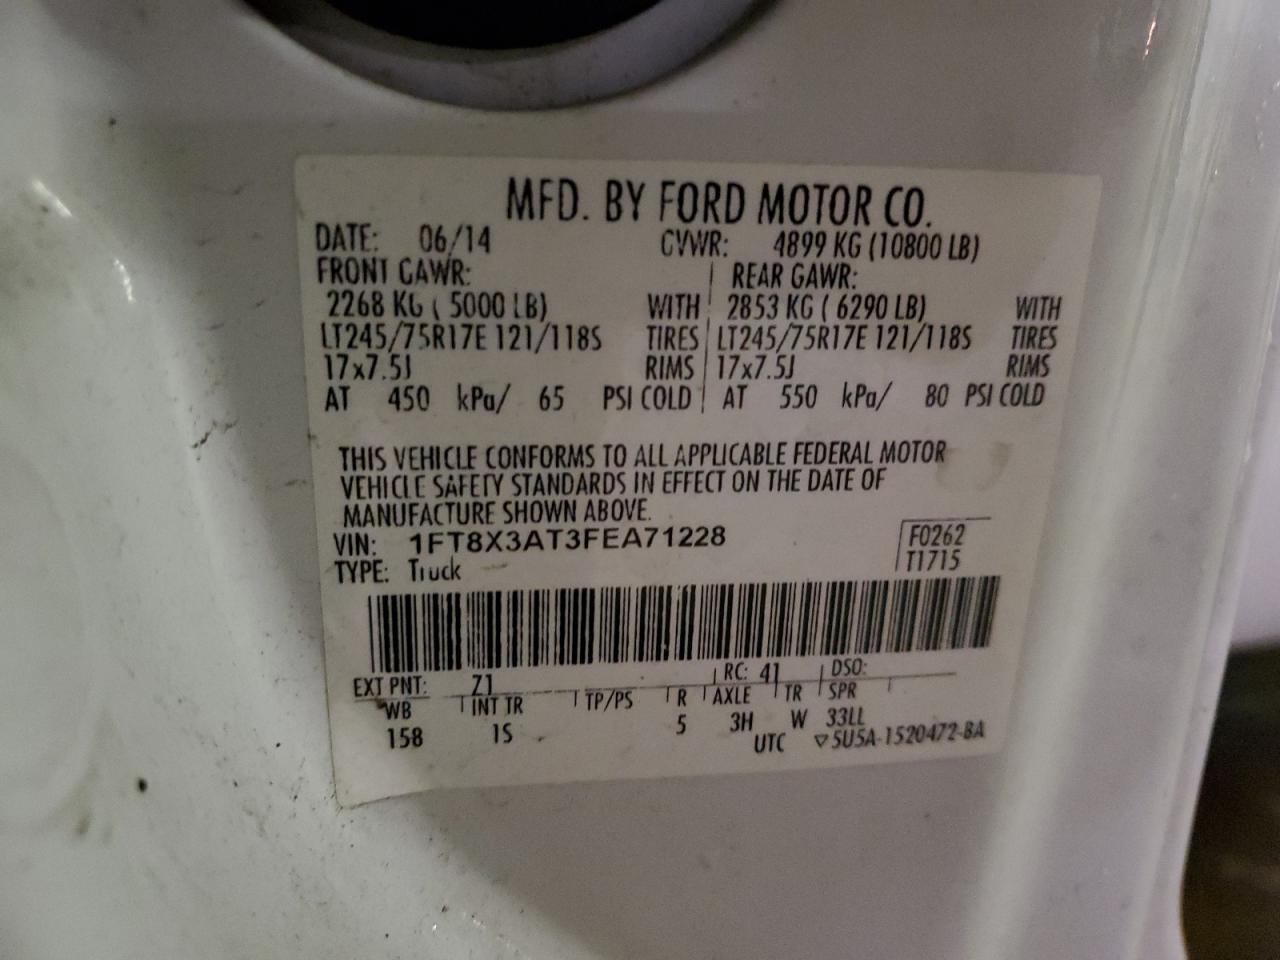 MFD. BY FORD MOTOR CO.
DATE: 06/14 GVWR: 4899 KG (10800 LB)
FRONT GAWR: REAR GAWR:
2268 KG ( 5000 LB) WITH 2853 KG ( 6290 LB) WITH
LT245/75R17E 121/118S TIRES LT245/75R17E 121/118S TIRES
17x7.5J RIMS 17x7.5J RIMS
AT 450 kPa/ 65 PSI COLD AT 550 kPa/ 80 PSI COLD
THIS VEHICLE CONFORMS TO ALL APPLICABLE FEDERAL MOTOR
VEHICLE SAFETY STANDARDS IN EFFECT ON THE DATE OF
MANUFACTURE SHOWN ABOVE.
VIN: 1FT8X3AT3FEA71228 F0262
TYPE: Truck T1715
EXT PNT: Z1 RC: 41 DSO:
WB INT TR TP/PS R AXLE TR SPR
158 1S 5 3H W 33LL
UTC ▽5U5A-1520472-BA